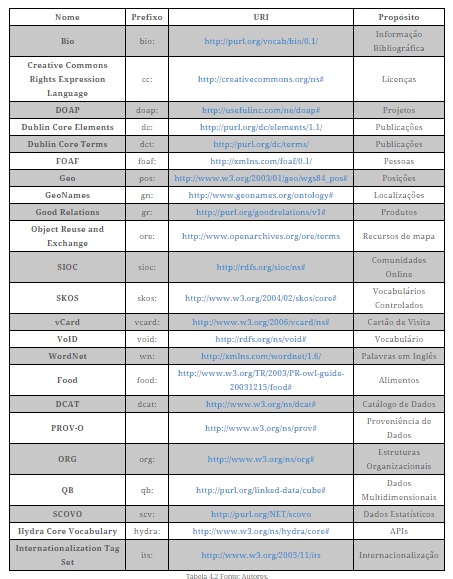 Nome Prefixo URI Propósito
Bio bio: http://purl.org/vocab/bio/0.1/ Informação
Bibliográfica
Creative Commons
Rights Expression
Language
cc: http://creativecommons.org/ns# Licenças
DOAP doap: http://usefulinc.com/ne/doap# Projetos
Dublin Core Elements dc: http://purl.org/dc/elements/1.1/ Publicações
Dublin Core Terms dct: http://purl.org/dc/terms/ Publicações
FOAF foaf: http://xmlns.com/foaf/0.1/ Pessoas
Geo pos: http://www.w3.org/2003/01/geo/wgs84_pos# Posições
GeoNames gn: http://www.geonames.org/ontology# Localizações
Good Relations gr: http://purl.org/goodrelations/v1# Produtos
Object Reuse and
Exchange
ore: http://www.openarchives.org/ore/terms Recursos de mapa
SIOC sioc: http://rdfs.org/sioc/ns# Comunidades
Online
SKOS skos: http://www.w3.org/2004/02/skos/core# Vocabulários
Controlados
vCard vcard: http://www.w3.org/2006/vcard/ns# Cartão de Visita
VoID void: http://rdfs.org/ns/void# Vocabulário
WordNet wn: http://xmlns.com/wordnet/1.6/ Palavras em Inglês
Food food: http://www.w3.org/TR/2003/PR-owl-guide-
20031215/food#
Alimentos
DCAT dcat: http://www.w3.org/ns/dcat# Catálogo de Dados
PROV-O http://www.w3.org/ns/prov# Proveniência de
Dados
ORG org: http://www.w3.org/ns/org# Estruturas
Organizacionais
QB qb: http://purl.org/linked-data/cube# Dados
Multidimensionais
SCOVO scv: http://purl.org/NET/scovo Dados Estatísticos
Hydra Core Vocabulary hydra: http://www.w3.org/ns/hydra/core# APIs
Internationalization Tag
Set
its: http://www.w3.org/2005/11/its Internacionalização
Tabela 4.2 Fonte: Autores.